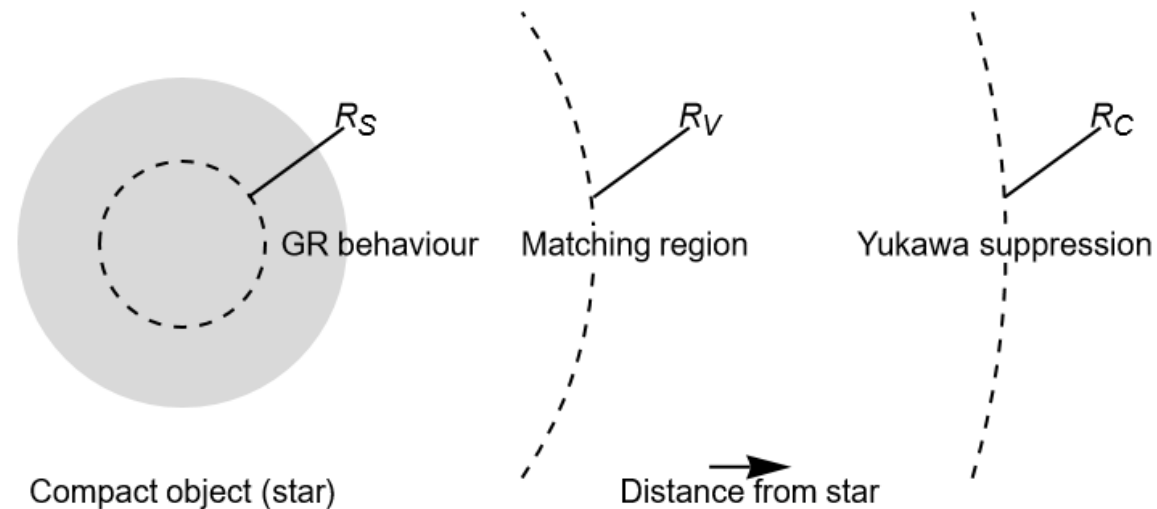 R_S
R_V
R_C
GR behaviour
Matching region
Yukawa suppression
Compact object (star)
Distance from star